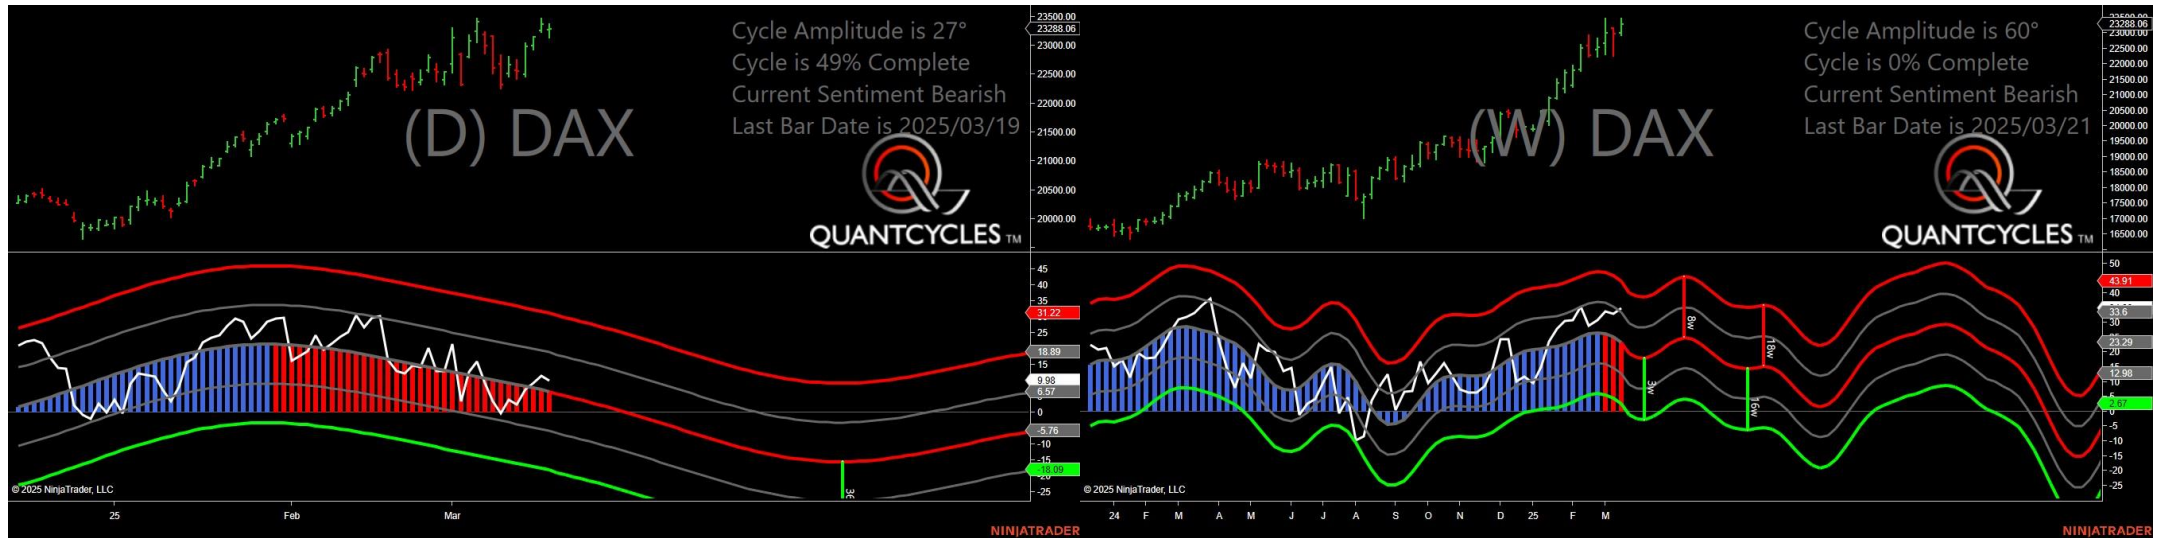 Cycle Amplitude is 27°
Cycle is 49% Complete
Current Sentiment Bearish
Last Bar Date is 2025/03/19
(D) DAX
QUANTCYCLES TM
23500.00
23288.06
23000.00
22500.00
22000.00
21500.00
21000.00
20500.00
20000.00
45
40
35
31.22
25
18.89
15
9.98
6.57
0
-5.76
-10
-15
-18.09
-25
© 2025 NinjaTrader, LLC
25 Feb Mar
NINJATRADER
Cycle Amplitude is 60°
Cycle is 0% Complete
Current Sentiment Bearish
Last Bar Date is 2025/03/21
(W) DAX
QUANTCYCLES TM
23288.06
23000.00
22500.00
22000.00
21500.00
21000.00
20500.00
20000.00
19500.00
19000.00
18500.00
18000.00
17500.00
17000.00
16500.00
50
43.91
40
33.6
30
23.29
20
12.98
10
2.67
0
-5
-10
-15
-20
-25
3w
8w
16w
18w
© 2025 NinjaTrader, LLC
24 F M A M J J A S O N D 25 F M
NINJATRADER